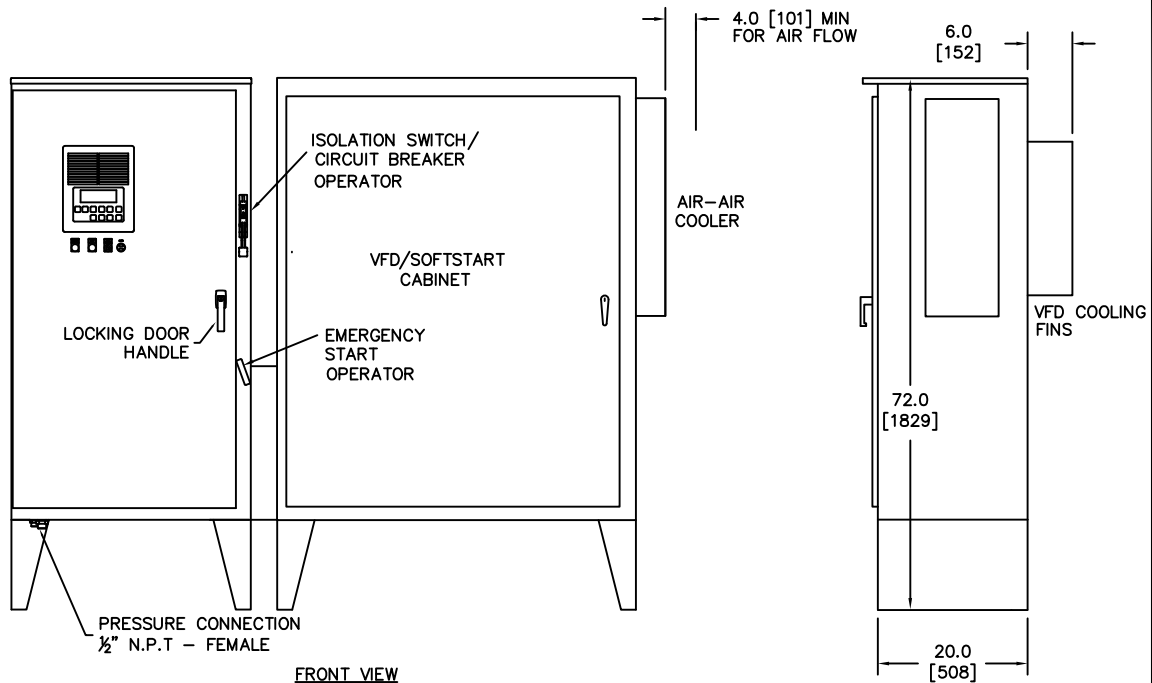 4.0 [101] MIN
FOR AIR FLOW
6.0
[152]
ISOLATION SWITCH/
CIRCUIT BREAKER
OPERATOR
AIR-AIR
COOLER
VFD/SOFTSTART
CABINET
LOCKING DOOR
HANDLE
EMERGENCY
START
OPERATOR
VFD COOLING
FINS
72.0
[1829]
PRESSURE CONNECTION
½" N.P.T - FEMALE
FRONT VIEW
20.0
[508]